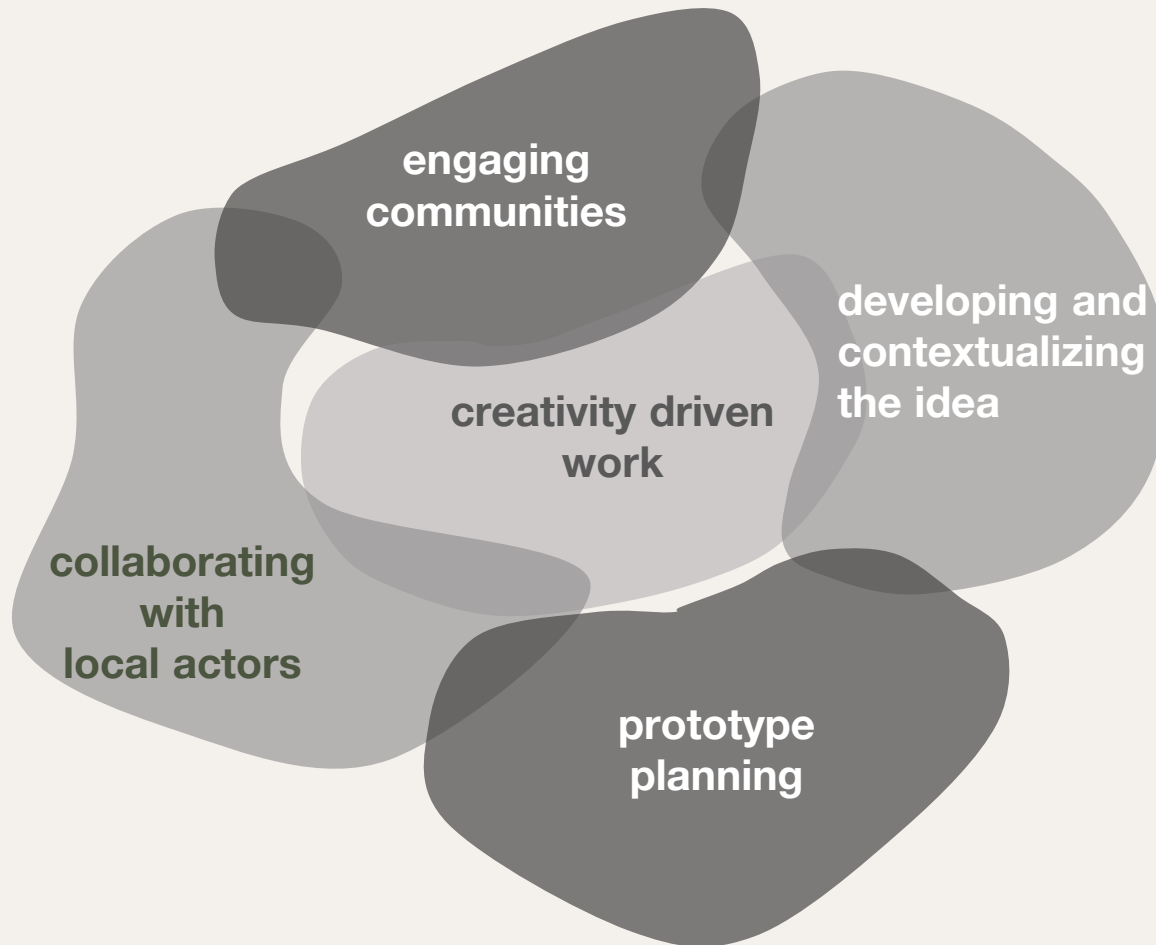 engaging
communities
developing and
contextualizing
the idea
creativity driven
work
collaborating
with
local actors
prototype
planning